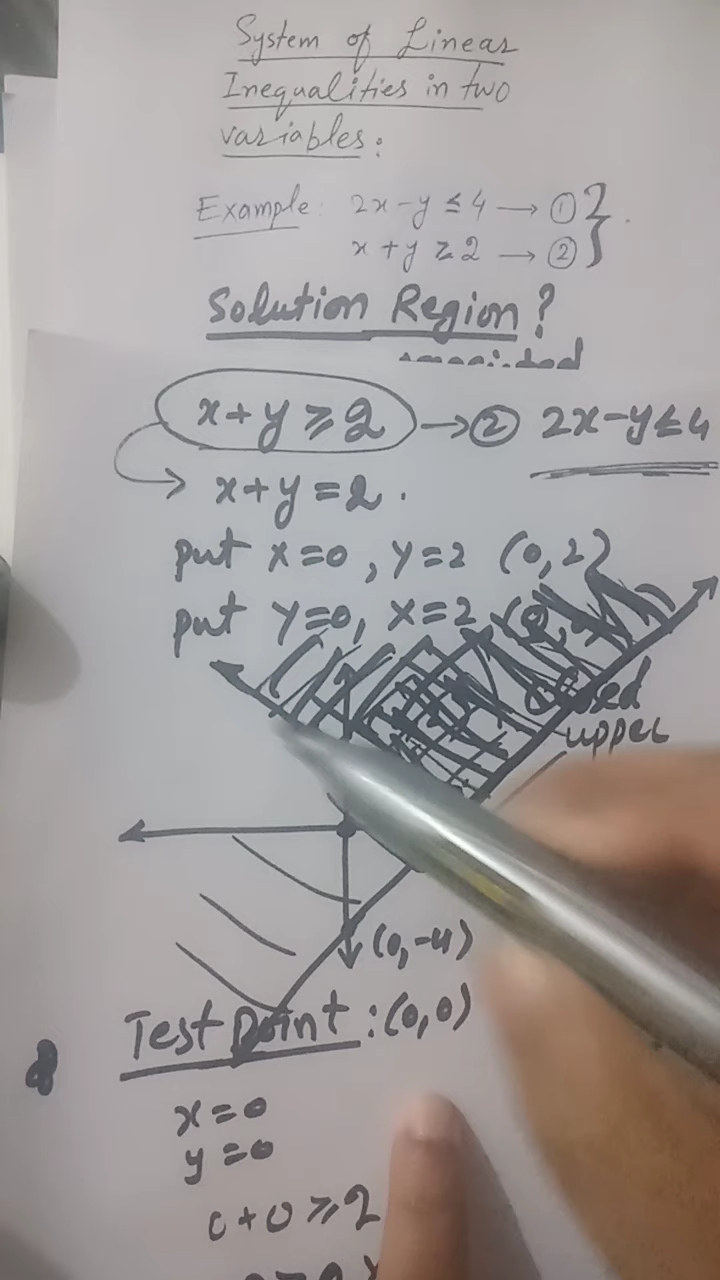 System of Linear
Inequalities in two
variables:
Example: 2x-y ≤ 4 → ①
x + y ≥ 2 → ②
Solution Region?
x+y ≥ 2 → ② 2x-y ≤ 4
x+y = 2.
put x=0, y=2 (0,2)
put y=0, x=2
closed
upper
(0,-4)
Test point: (0,0)
x=0
y=0
0+0 ≥ 2